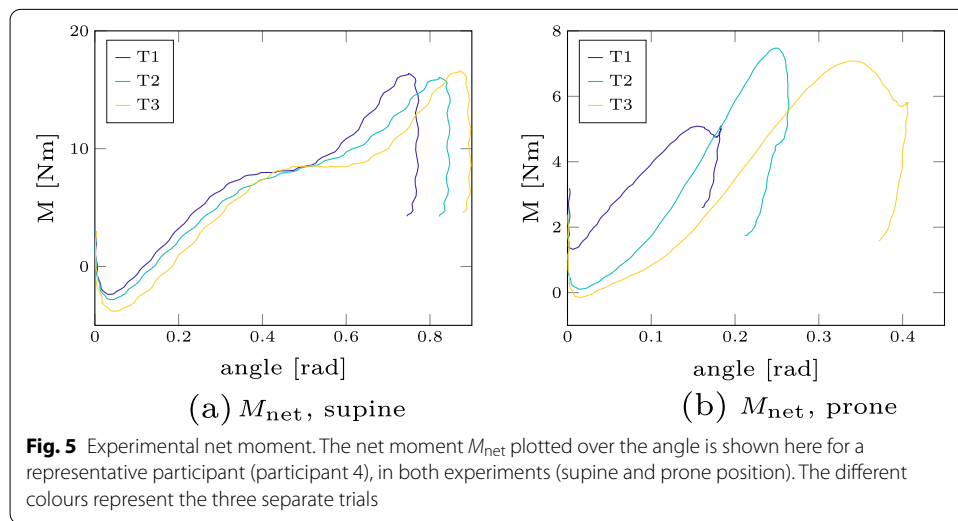 20
10
0
M [Nm]
T1
T2
T3
0 0.2 0.4 0.6 0.8
angle [rad]
(a) M_net, supine
8
6
4
2
0
M [Nm]
T1
T2
T3
0 0.1 0.2 0.3 0.4
angle [rad]
(b) M_net, prone
Fig. 5 Experimental net moment. The net moment M_net plotted over the angle is shown here for a
representative participant (participant 4), in both experiments (supine and prone position). The different
colours represent the three separate trials